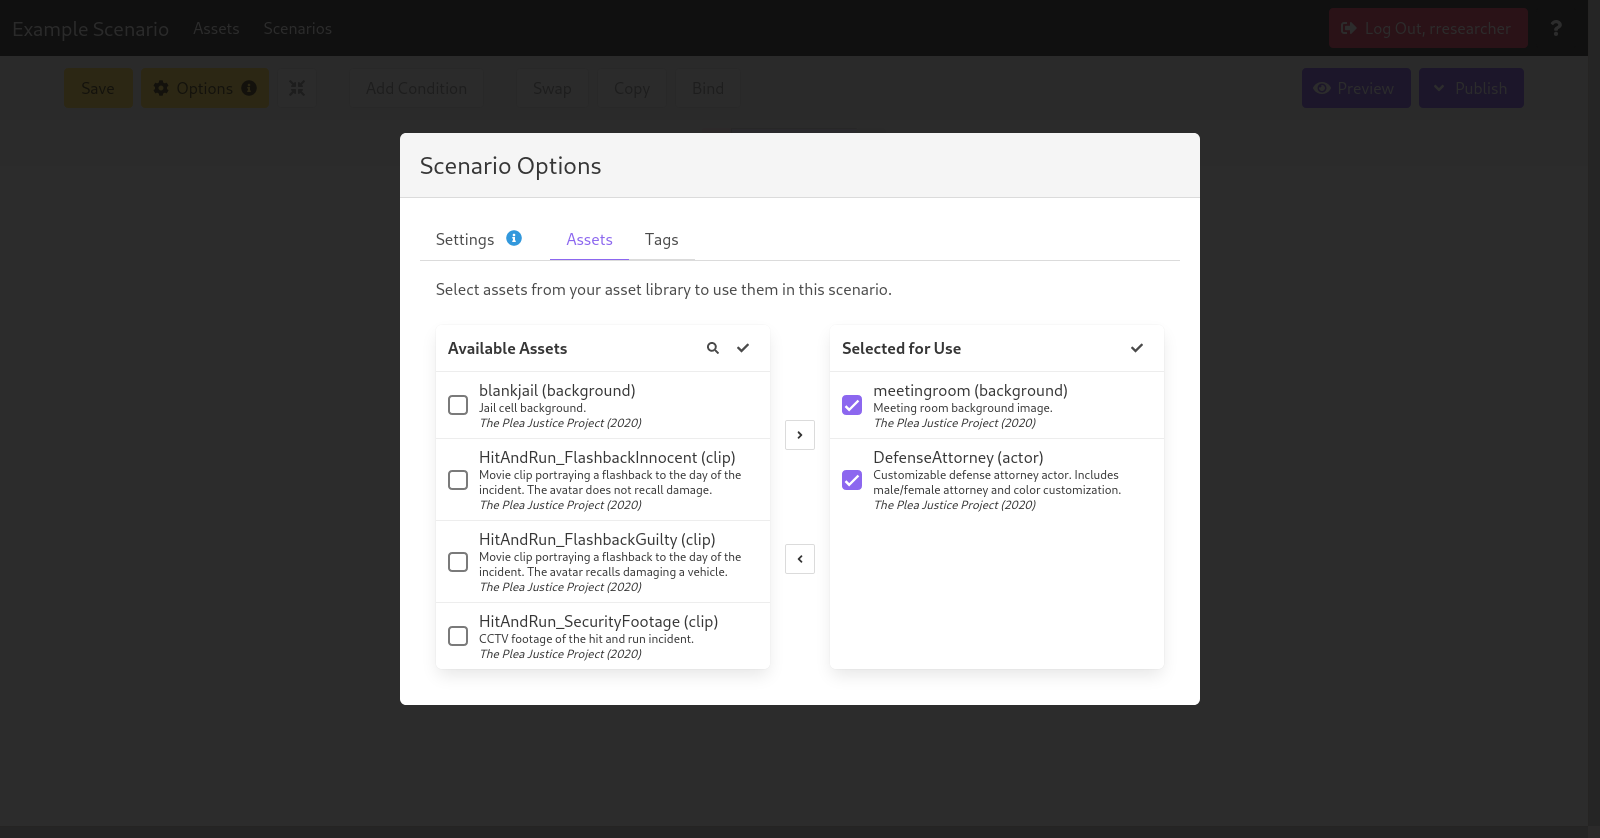 Example Scenario Assets Scenarios Log Out, rresearcher ?
Save Options Add Condition Swap Copy Bind Preview Publish
Scenario Options
Settings Assets Tags
Select assets from your asset library to use them in this scenario.
Available Assets
blankjail (background)
Jail cell background.
The Plea Justice Project (2020)
HitAndRun_FlashbackInnocent (clip)
Movie clip portraying a flashback to the day of the
incident. The avatar does not recall damage.
The Plea Justice Project (2020)
HitAndRun_FlashbackGuilty (clip)
Movie clip portraying a flashback to the day of the
incident. The avatar recalls damaging a vehicle.
The Plea Justice Project (2020)
HitAndRun_SecurityFootage (clip)
CCTV footage of the hit and run incident.
The Plea Justice Project (2020)
Selected for Use
meetingroom (background)
Meeting room background image.
The Plea Justice Project (2020)
DefenseAttorney (actor)
Customizable defense attorney actor. Includes
male/female attorney and color customization.
The Plea Justice Project (2020)